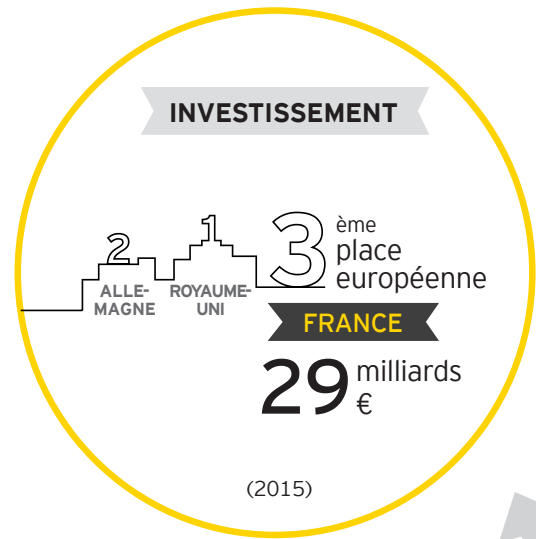 INVESTISSEMENT
2
ALLE-
MAGNE
1
ROYAUME-
UNI
3 ème
place
européenne
FRANCE
29 milliards
€
(2015)